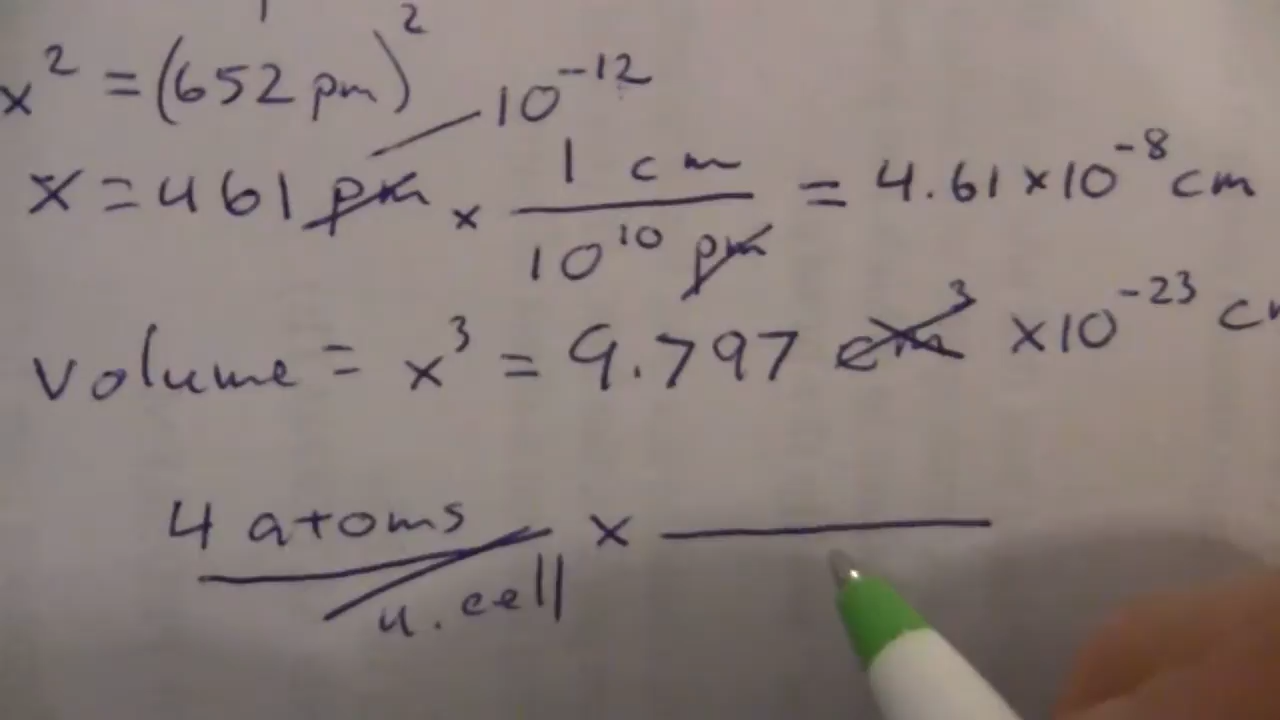 x² = (652 pm)²
10⁻¹²
x = 461 pm × 1 cm / 10¹⁰ pm = 4.61 × 10⁻⁸ cm
volume = x³ = 9.797 cm³ × 10⁻²³
4 atoms / u. cell ×